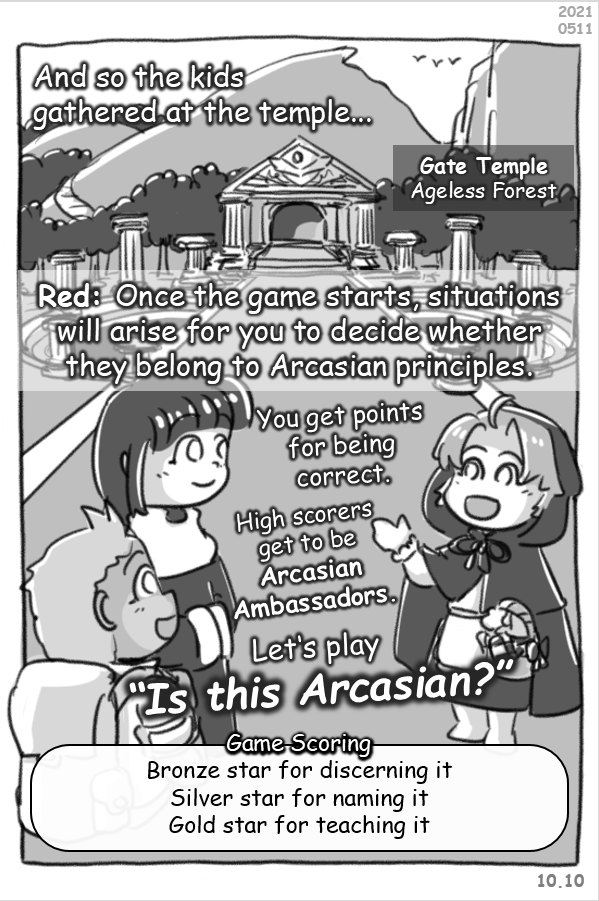 2021
0511
And so the kids
gathered at the temple...
Gate Temple
Ageless Forest
Red: Once the game starts, situations
will arise for you to decide whether
they belong to Arcasian principles.
You get points
for being
correct.
High scorers
get to be
Arcasian
Ambassadors.
Let's play
"Is this Arcasian?"
Game Scoring
Bronze star for discerning it
Silver star for naming it
Gold star for teaching it
10.10